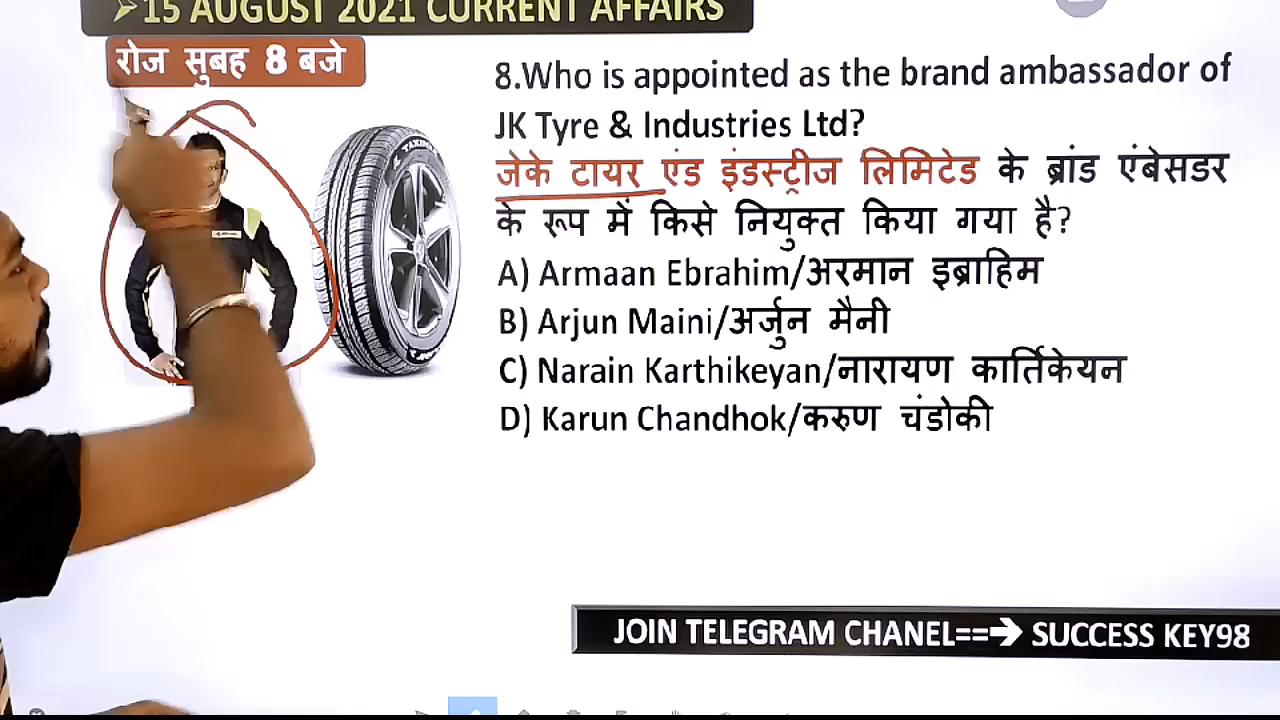 ➢15 AUGUST 2021 CURRENT AFFAIRS
रोज सुबह 8 बजे
8.Who is appointed as the brand ambassador of
JK Tyre & Industries Ltd?
जेके टायर एंड इंडस्ट्रीज लिमिटेड के ब्रांड एंबेसडर
के रूप में किसे नियुक्त किया गया है?
A) Armaan Ebrahim/अरमान इब्राहिम
B) Arjun Maini/अर्जुन मैनी
C) Narain Karthikeyan/नारायण कार्तिकेयन
D) Karun Chandhok/करुण चंडोकी
JOIN TELEGRAM CHANEL==➔ SUCCESS KEY98